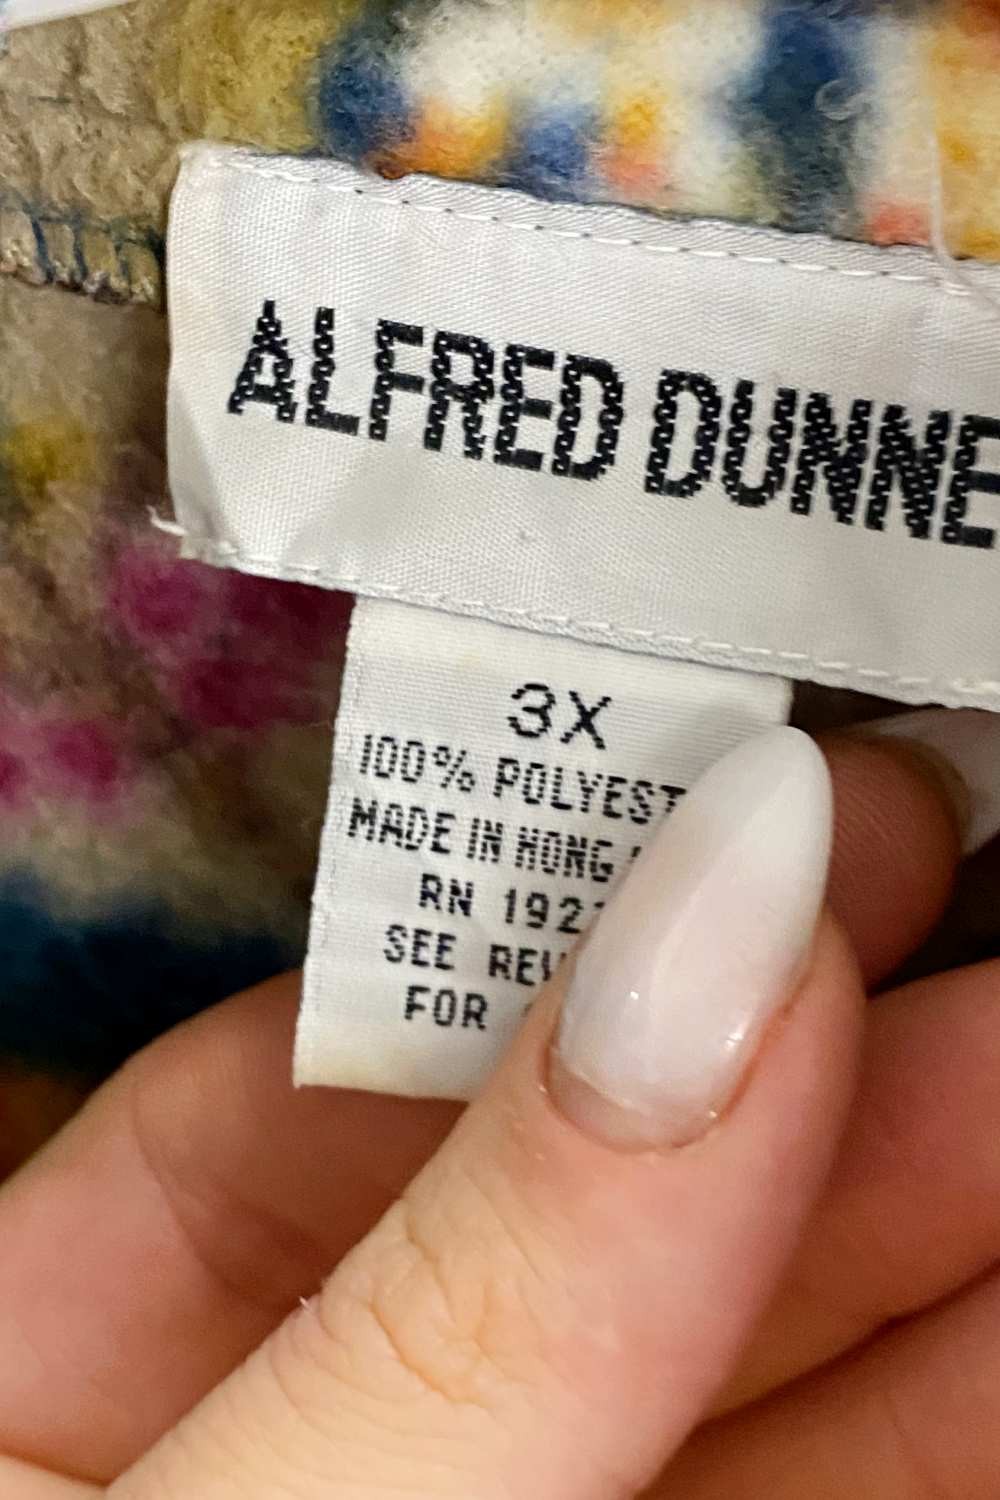 ALFRED DUNNE
3X
100% POLYEST
MADE IN HONG
RN 192
SEE REV
FOR